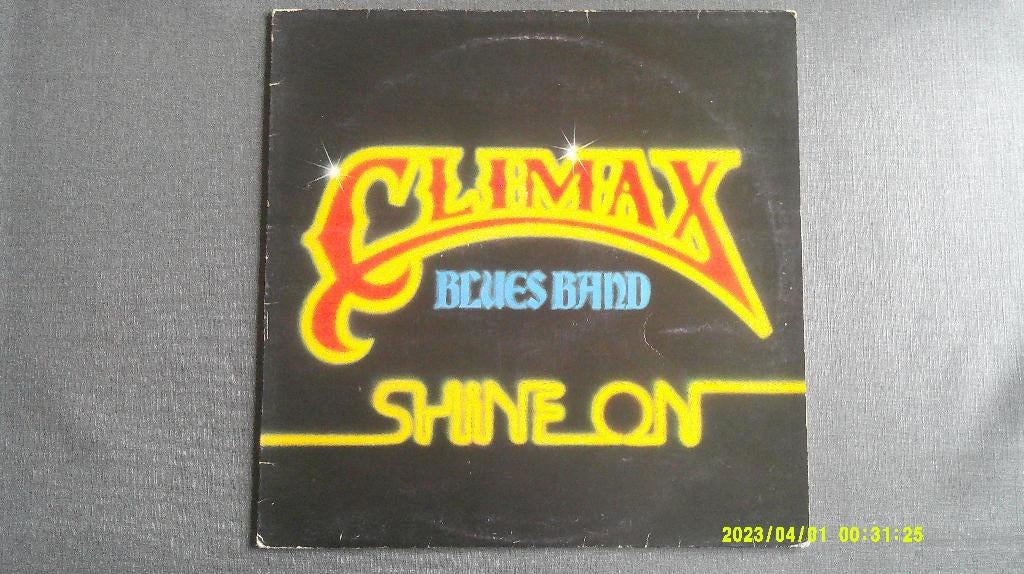 CLIMAX
BLUES BAND
SHINE ON
2023/04/01 00:31:25